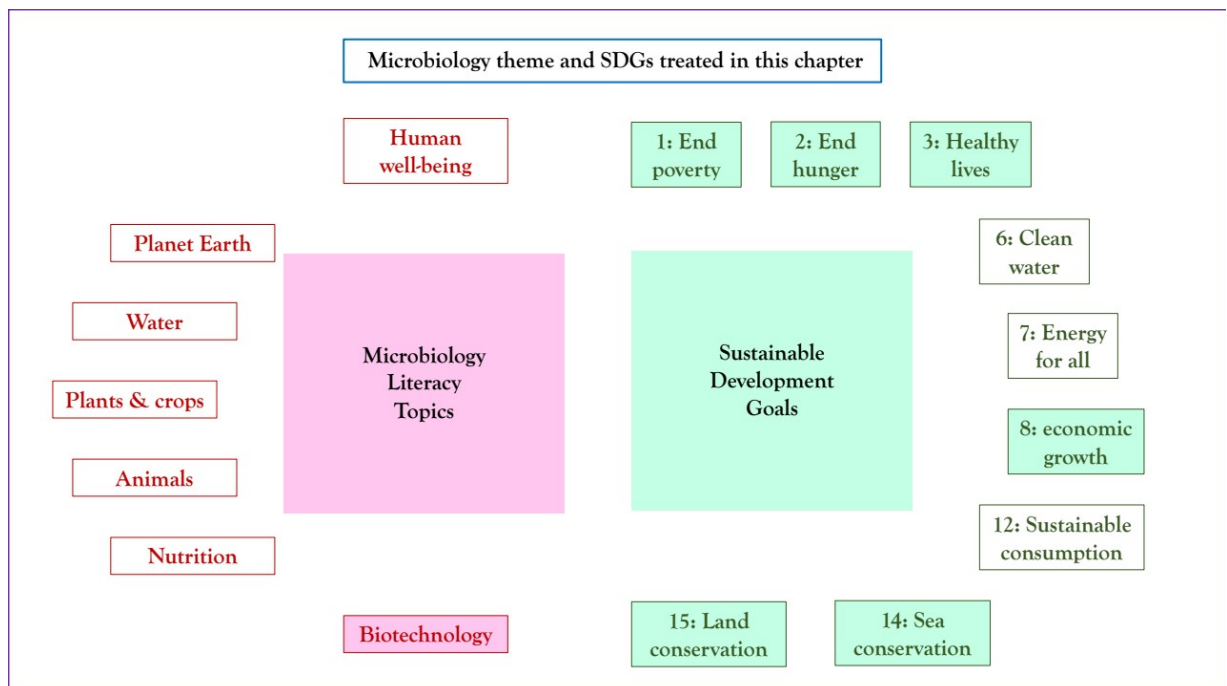 Microbiology theme and SDGs treated in this chapter
Human
well-being
Planet Earth
Water
Plants & crops
Animals
Nutrition
Biotechnology
Microbiology
Literacy
Topics
Sustainable
Development
Goals
1: End
poverty
2: End
hunger
3: Healthy
lives
6: Clean
water
7: Energy
for all
8: economic
growth
12: Sustainable
consumption
14: Sea
conservation
15: Land
conservation